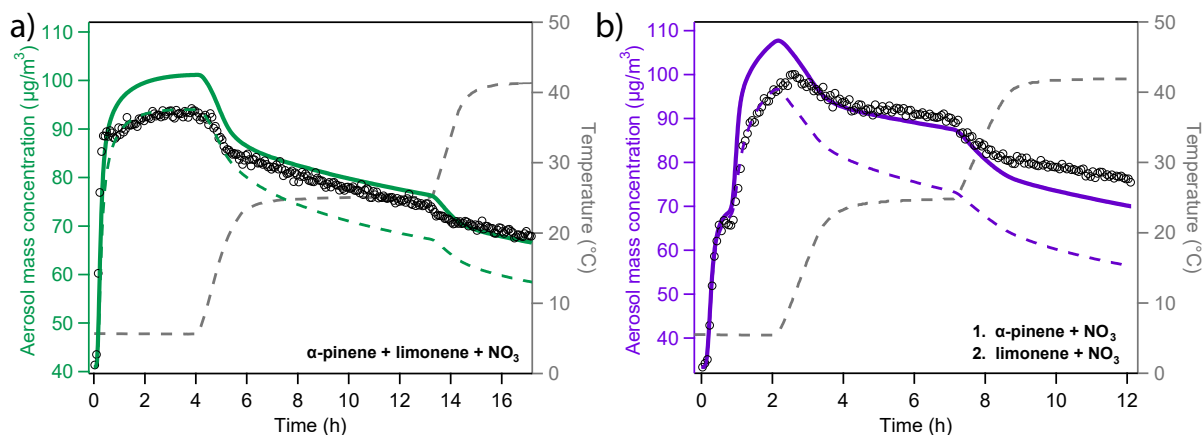 a)
Aerosol mass concentration (µg/m³)
110
100
90
80
70
60
50
40
50
40
30
20
10
0
Temperature (°C)
α-pinene + limonene + NO₃
0 2 4 6 8 10 12 14 16
Time (h)
b)
Aerosol mass concentration (µg/m³)
110
100
90
80
70
60
50
40
50
40
30
20
10
0
Temperature (°C)
1. α-pinene + NO₃
2. limonene + NO₃
0 2 4 6 8 10 12
Time (h)